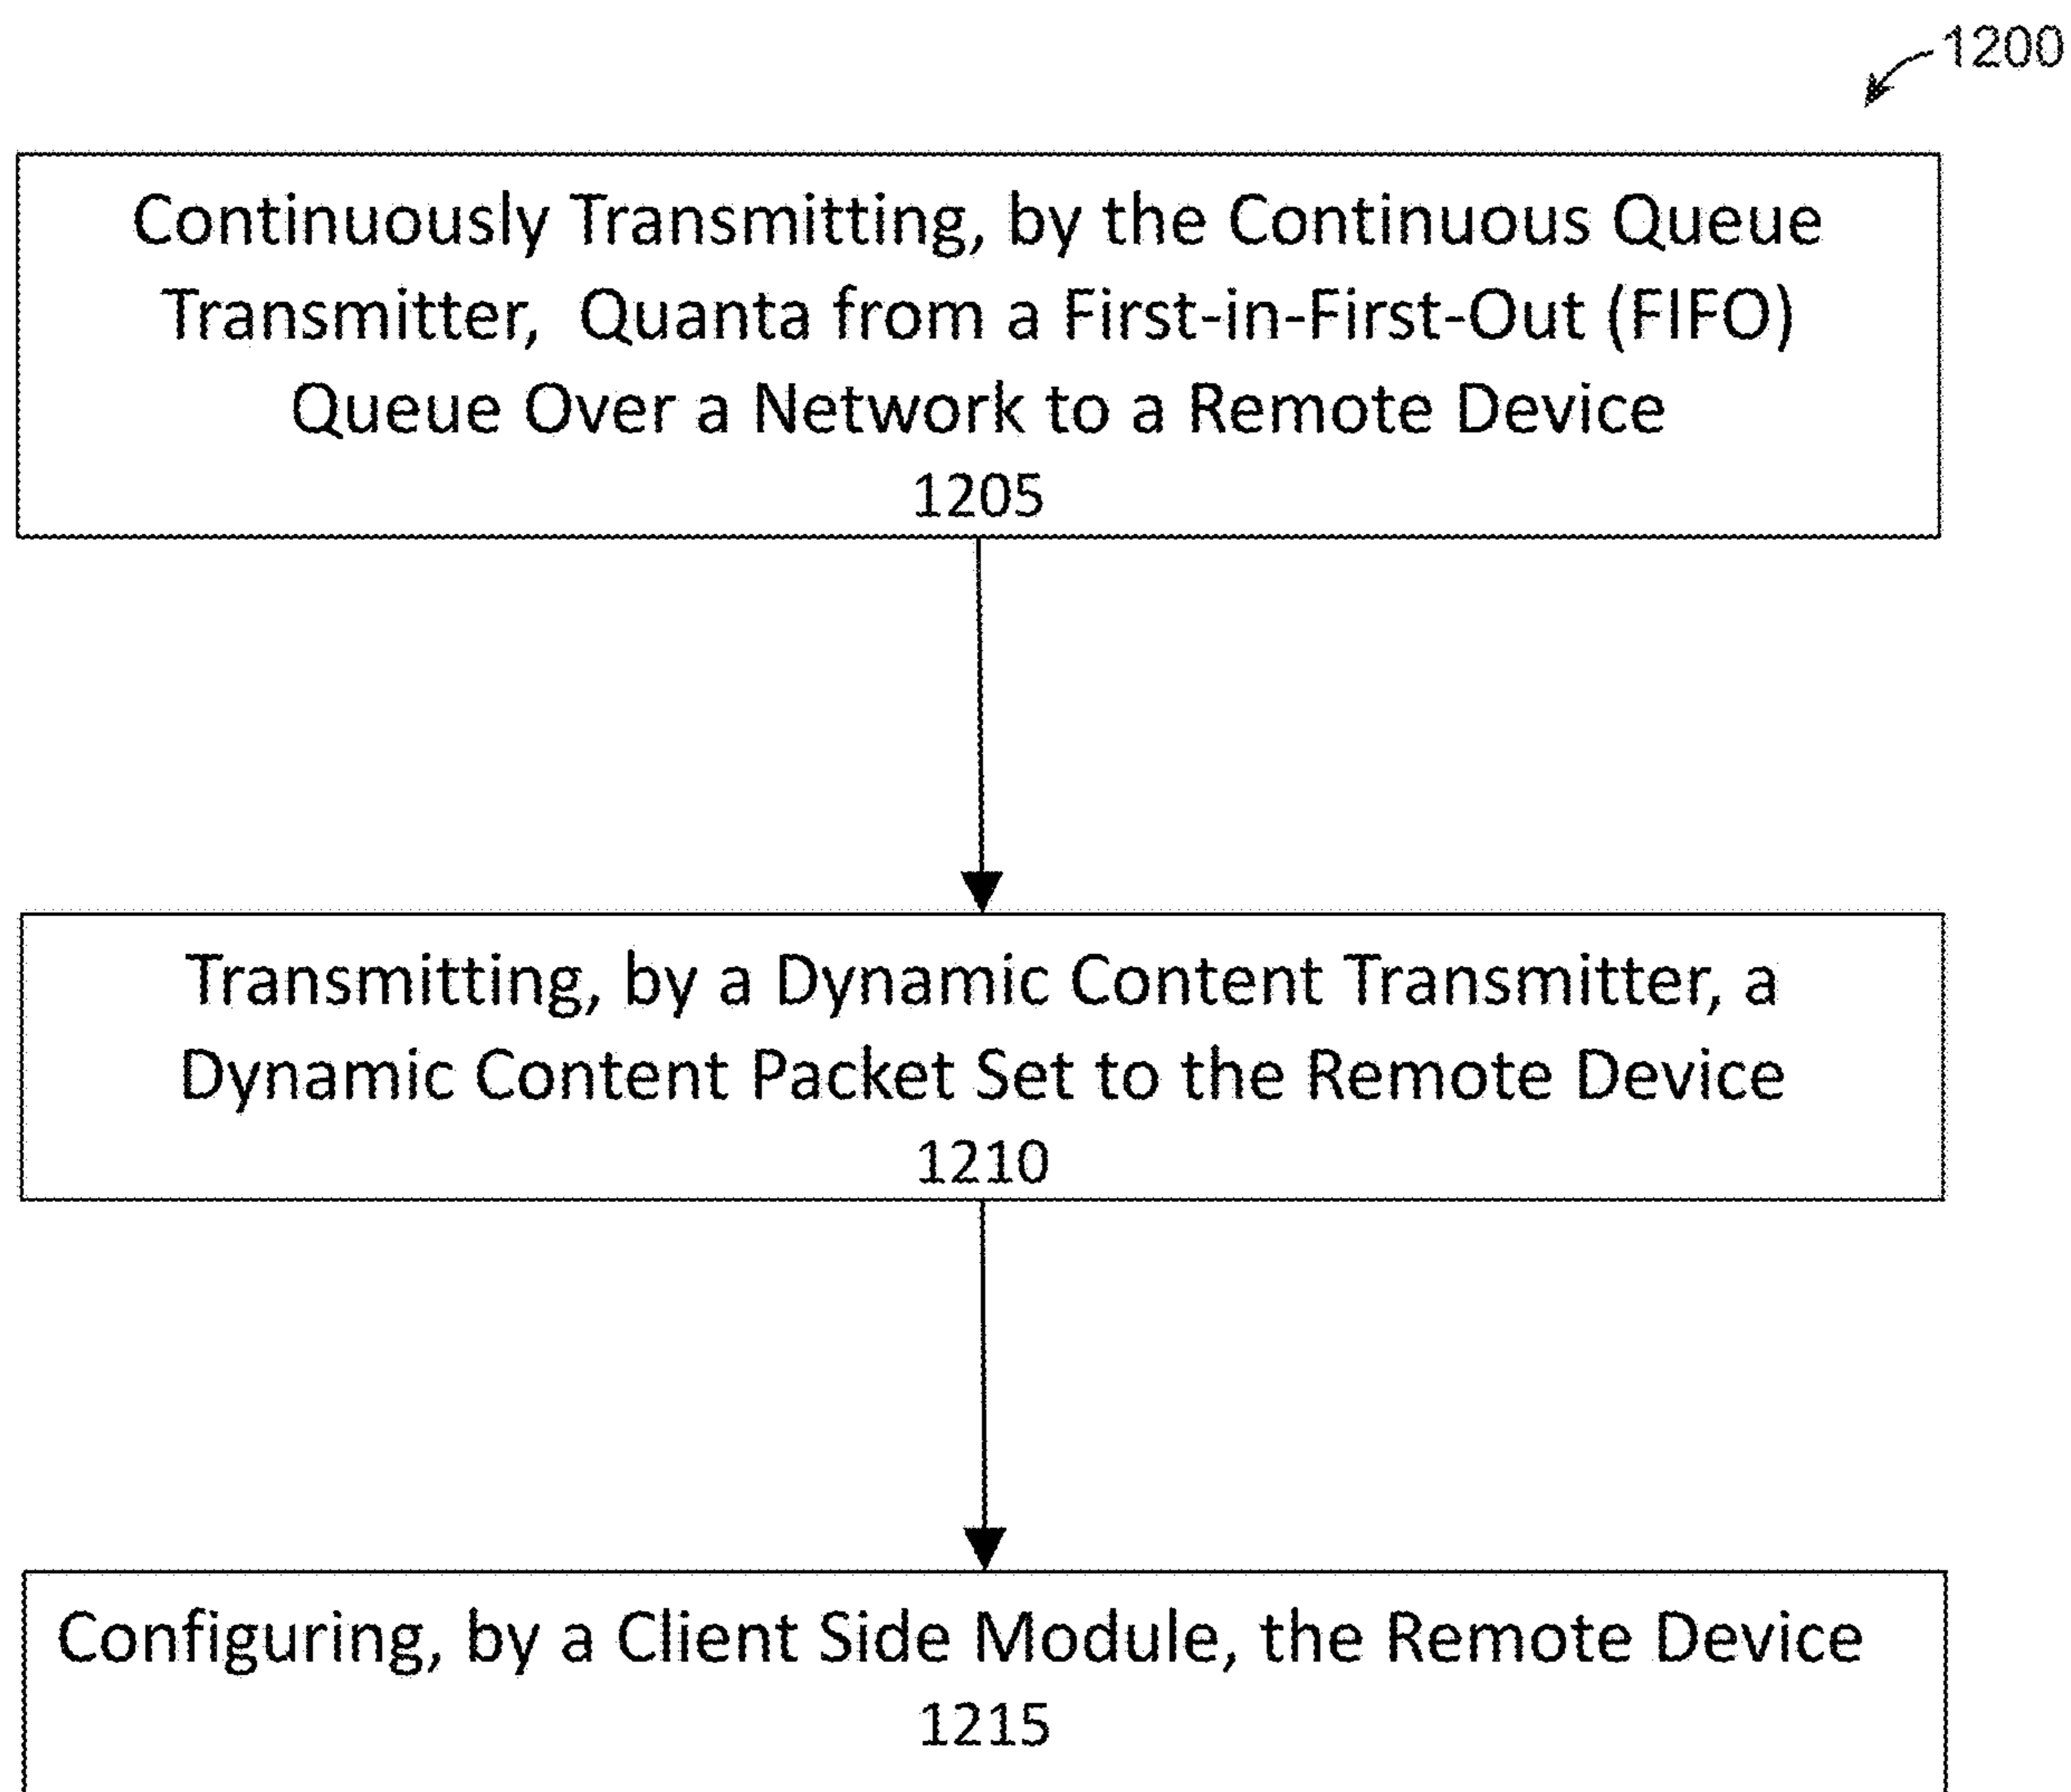 1200
Continuously Transmitting, by the Continuous Queue
Transmitter, Quanta from a First-in-First-Out (FIFO)
Queue Over a Network to a Remote Device
1205
Transmitting, by a Dynamic Content Transmitter, a
Dynamic Content Packet Set to the Remote Device
1210
Configuring, by a Client Side Module, the Remote Device
1215